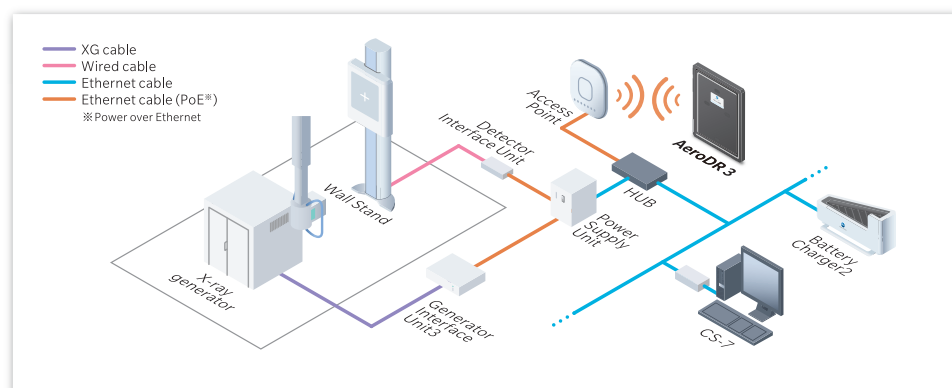 XG cable
Wired cable
Ethernet cable
Ethernet cable (PoE※)
※Power over Ethernet
Access
Point
AeroDR 3
Detector
Interface Unit
Wall Stand
HUB
Power
Supply
Unit
Battery
Charger2
X-ray
generator
Generator
Interface
Unit3
CS-7